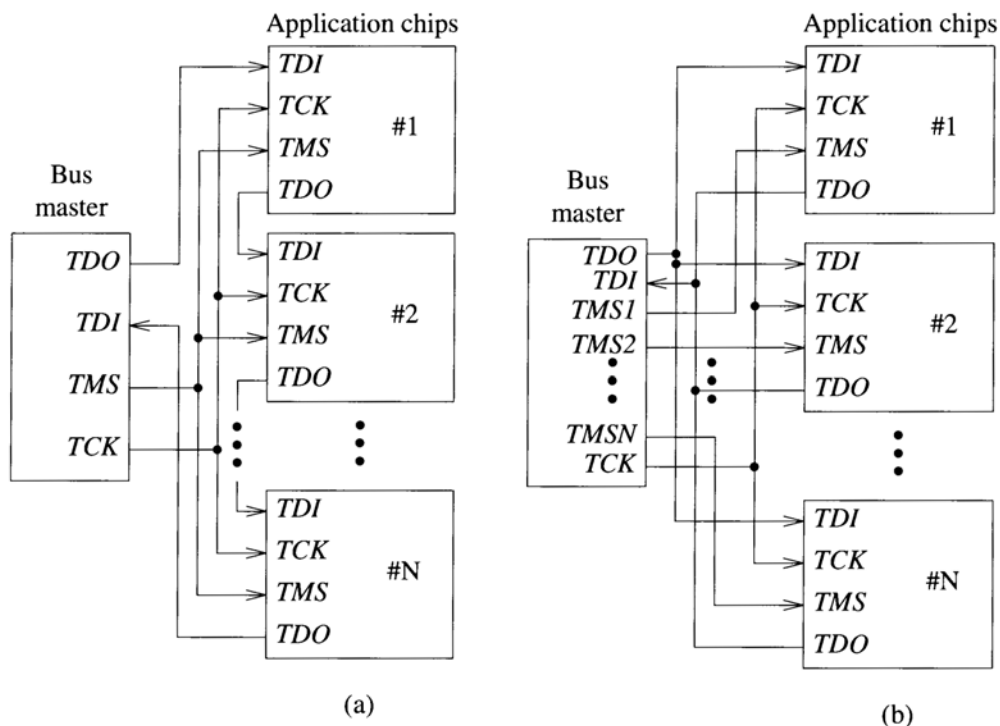 Application chips
TDI
TCK
#1
TMS
TDO
Bus
master
TDO
TDI
TMS
TCK
TDI
TCK
#2
TMS
TDO
TDI
TCK
#N
TMS
TDO
(a)
Application chips
TDI
TCK
#1
TMS
TDO
Bus
master
TDO
TDI
TMS1
TMS2
TMSN
TCK
TDI
TCK
#2
TMS
TDO
TDI
TCK
#N
TMS
TDO
(b)